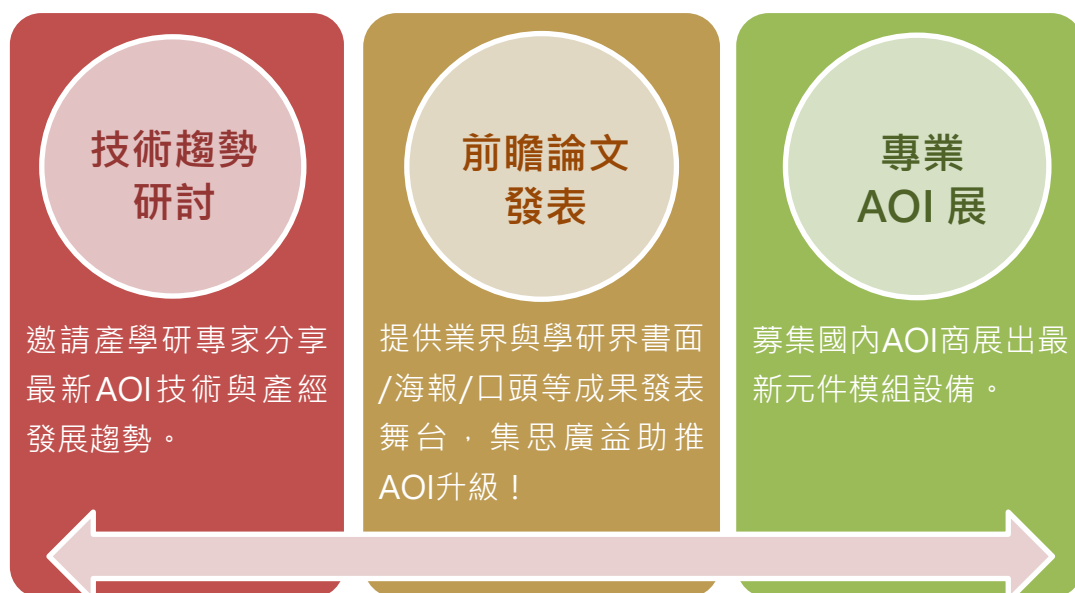 技術趨勢
研討
邀請產學研專家分享
最新AOI技術與產經
發展趨勢。
前瞻論文
發表
提供業界與學研界書面
/海報/口頭等成果發表
舞台，集思廣益助推
AOI升級！
專業
AOI 展
募集國內AOI商展出最
新元件模組設備。